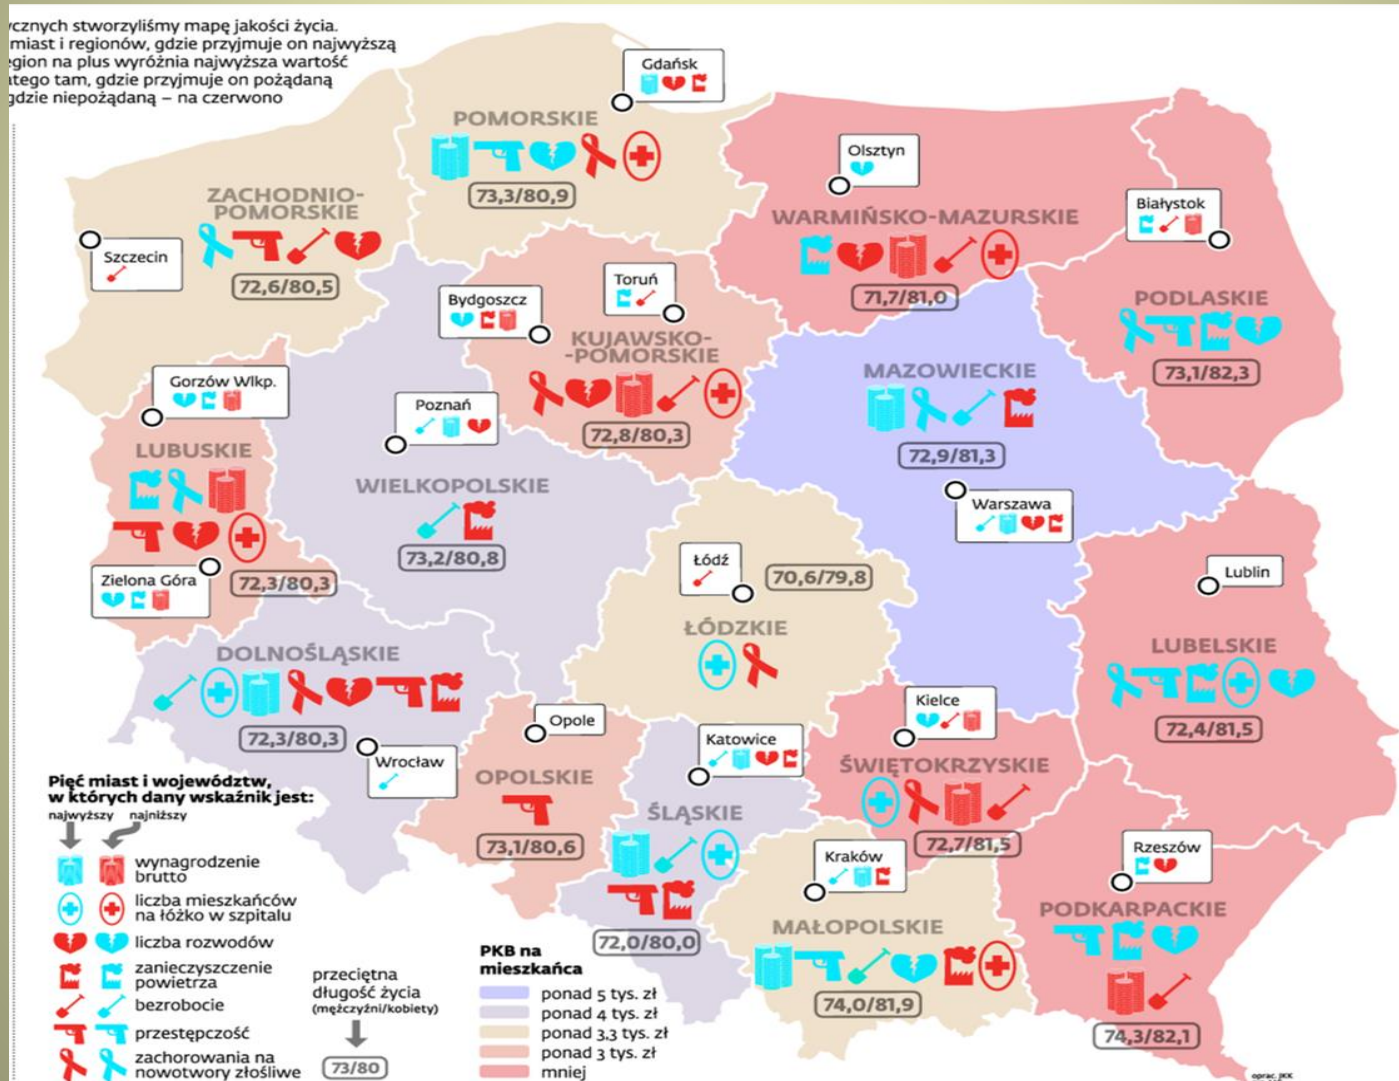 ycznych stworzyliśmy mapę jakości życia.
miast i regionów, gdzie przyjmuje on najwyższą
egion na plus wyróżnia najwyższa wartość
atego tam, gdzie przyjmuje on pożądaną
gdzie niepożądaną – na czerwono
Gdańsk
POMORSKIE
73,3/80,9
Olsztyn
WARMIŃSKO-MAZURSKIE
71,7/81,0
ZACHODNIO-
POMORSKIE
72,6/80,5
Szczecin
Białystok
PODLASKIE
73,1/82,3
Bydgoszcz
Toruń
KUJAWSKO-
-POMORSKIE
72,8/80,3
MAZOWIECKIE
72,9/81,3
Warszawa
Gorzów Wlkp.
LUBUSKIE
72,3/80,3
Zielona Góra
Poznań
WIELKOPOLSKIE
73,2/80,8
Łódź
70,6/79,8
ŁÓDZKIE
Lublin
LUBELSKIE
72,4/81,5
DOLNOŚLĄSKIE
72,3/80,3
Wrocław
Opole
OPOLSKIE
73,1/80,6
Katowice
ŚLĄSKIE
72,0/80,0
Kielce
ŚWIĘTOKRZYSKIE
72,7/81,5
Kraków
MAŁOPOLSKIE
74,0/81,9
Rzeszów
PODKARPACKIE
74,3/82,1
Pięć miast i województw,
w których dany wskaźnik jest:
najwyższy najniższy
wynagrodzenie
brutto
liczba mieszkańców
na łóżko w szpitalu
liczba rozwodów
zanieczyszczenie
powietrza
bezrobocie
przestępczość
zachorowania na
nowotwory złośliwe
przeciętna
długość życia
(mężczyźni/kobiety)
73/80
PKB na
mieszkańca
ponad 5 tys. zł
ponad 4 tys. zł
ponad 3,3 tys. zł
ponad 3 tys. zł
mniej
oprac. JKK